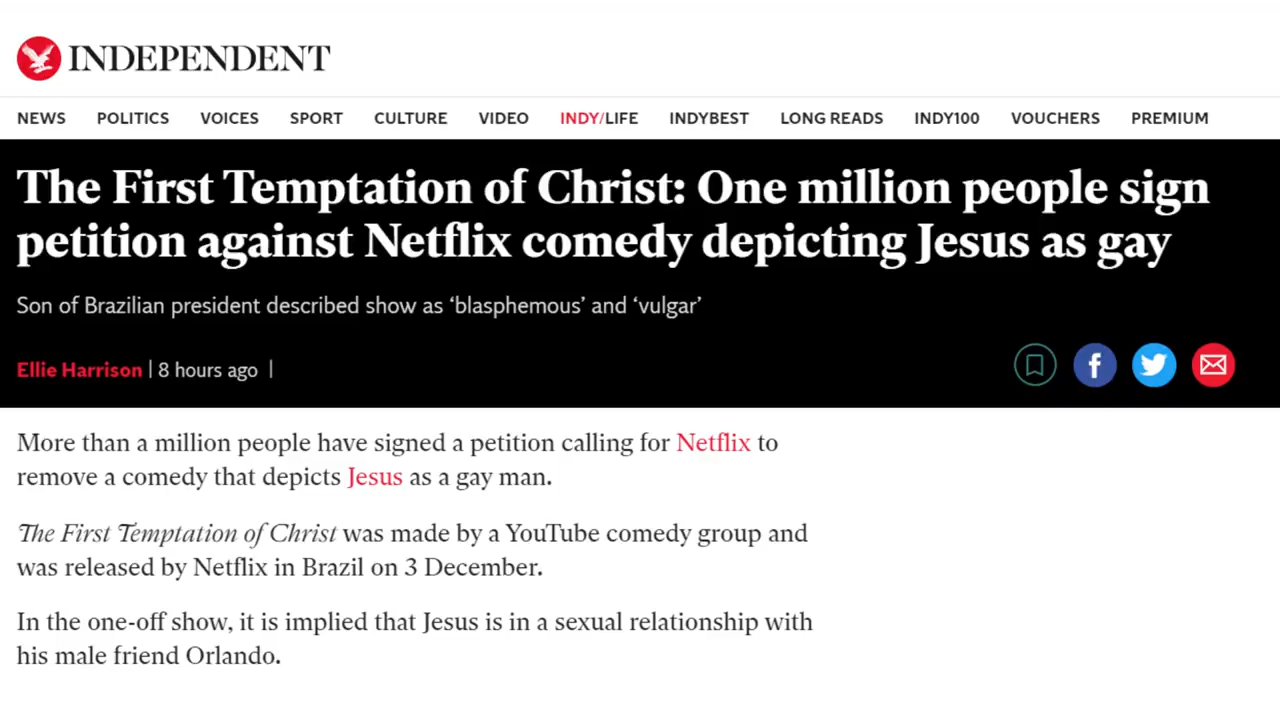 INDEPENDENT
NEWS POLITICS VOICES SPORT CULTURE VIDEO INDY/LIFE INDYBEST LONG READS INDY100 VOUCHERS PREMIUM
The First Temptation of Christ: One million people sign
petition against Netflix comedy depicting Jesus as gay
Son of Brazilian president described show as ‘blasphemous’ and ‘vulgar’
Ellie Harrison | 8 hours ago |
More than a million people have signed a petition calling for Netflix to
remove a comedy that depicts Jesus as a gay man.
The First Temptation of Christ was made by a YouTube comedy group and
was released by Netflix in Brazil on 3 December.
In the one-off show, it is implied that Jesus is in a sexual relationship with
his male friend Orlando.